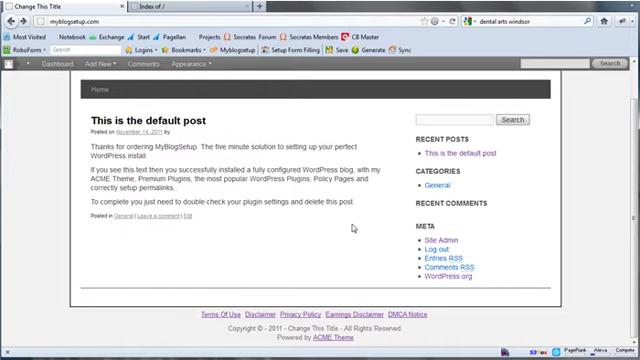 Change This Title
Index of /
myblogsetup.com
dental arts windsor
Most Visited Notebook CB Master Pagellan Projects Socrates Forum Socrates Members CB Master
RoboForm Logins Bookmarks Myblogsetup Setup Form Filling Save Generate Sync
Dashboard Add New Comments Appearance Search
Home
This is the default post
Posted on November 14, 2011 by
Thanks for ordering MyBlogSetup. The five minute solution to setting up your perfect
WordPress install.
If you see this text then you successfully installed a fully configured WordPress blog, with my
ACME Theme, Premium Plugins, the most popular WordPress Plugins, Policy Pages and
correctly setup permalinks.
To complete you just need to double check your plugin settings and delete this post.
Posted in General | Leave a comment | Edit
Search
RECENT POSTS
This is the default post
CATEGORIES
General
RECENT COMMENTS
META
Site Admin
Log out
Entries RSS
Comments RSS
WordPress.org
Terms Of Use Disclaimer Privacy Policy Earnings Disclaimer DMCA Notice
Copyright © - 2011 - Change This Title - All Rights Reserved.
Powered by ACME Theme
PageRank Alexa Compete